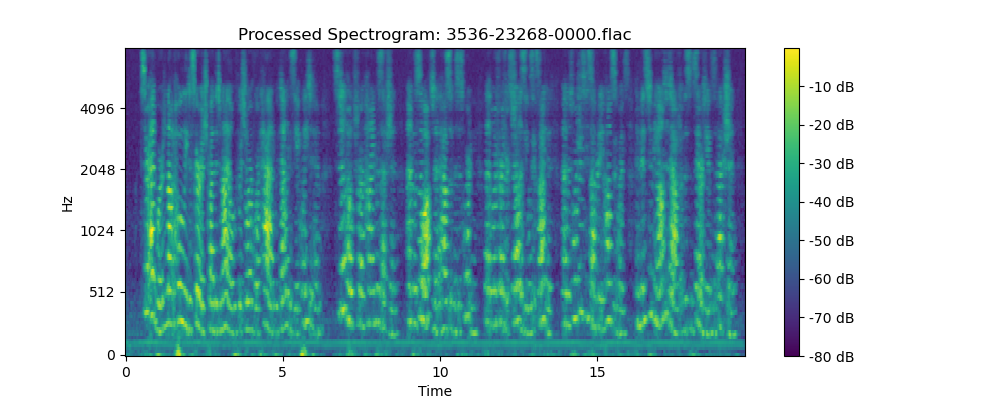 Processed Spectrogram: 3536-23268-0000.flac
Hz
4096
2048
1024
512
0
0 5 10 15
Time
-10 dB
-20 dB
-30 dB
-40 dB
-50 dB
-60 dB
-70 dB
-80 dB